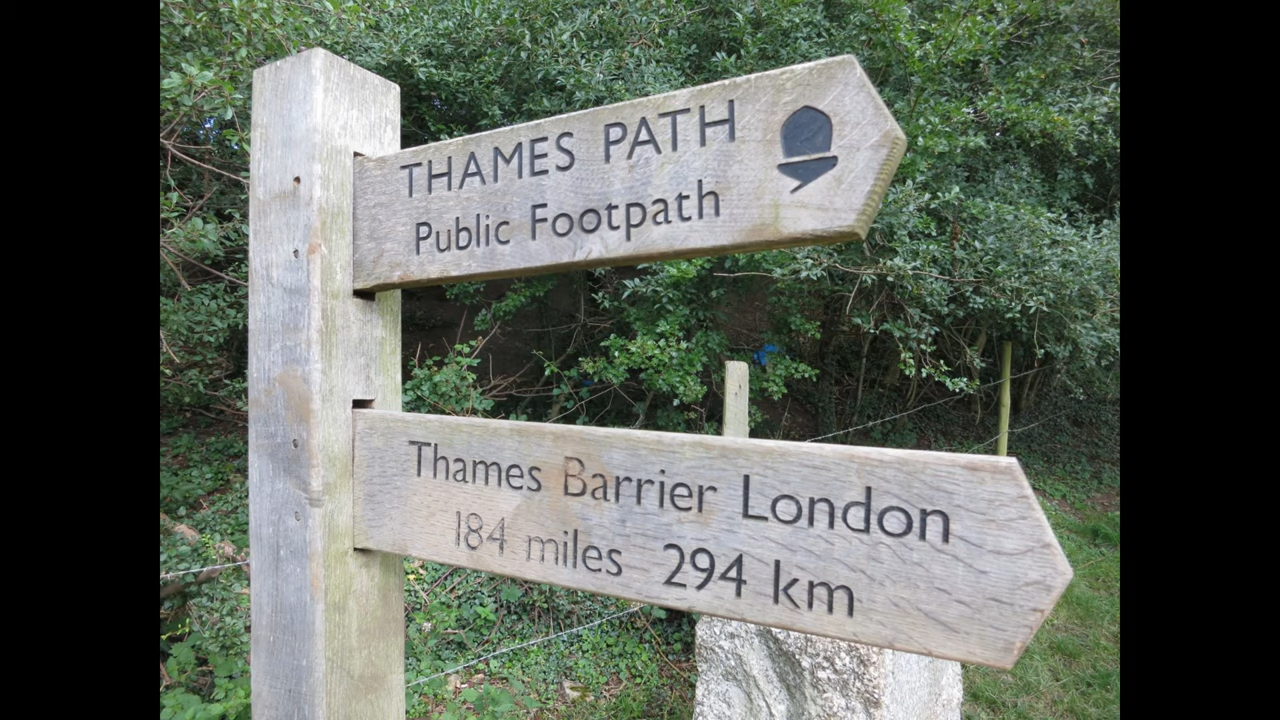 THAMES PATH
Public Footpath
Thames Barrier London
184 miles 294 km